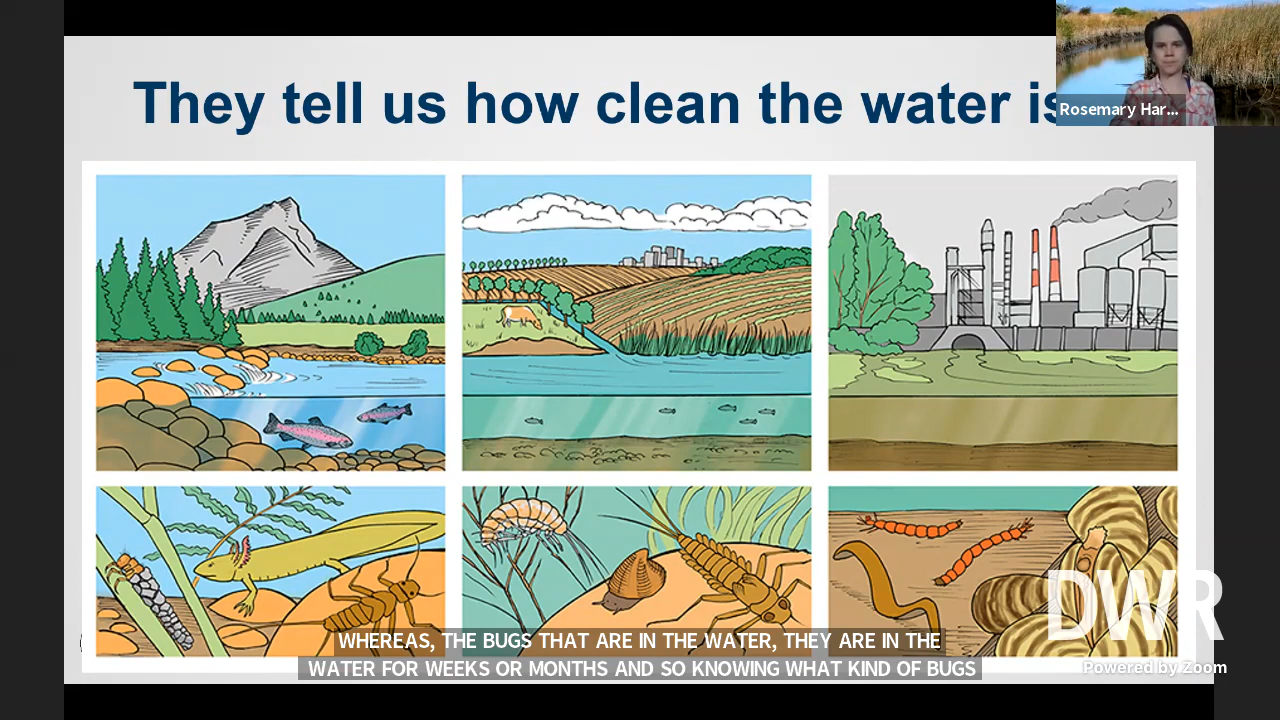 They tell us how clean the water is
Rosemary Har...
WHEREAS, THE BUGS THAT ARE IN THE WATER, THEY ARE IN THE
WATER FOR WEEKS OR MONTHS AND SO KNOWING WHAT KIND OF BUGS
DWR
Powered by Zoom